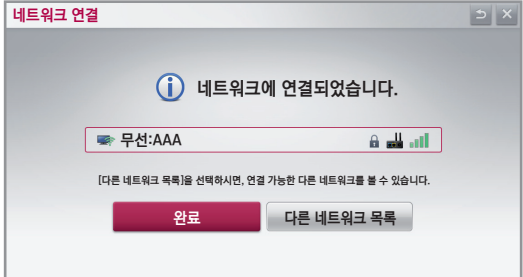 네트워크 연결
네트워크에 연결되었습니다.
무선:AAA
[다른 네트워크 목록]을 선택하시면, 연결 가능한 다른 네트워크를 볼 수 있습니다.
완료
다른 네트워크 목록